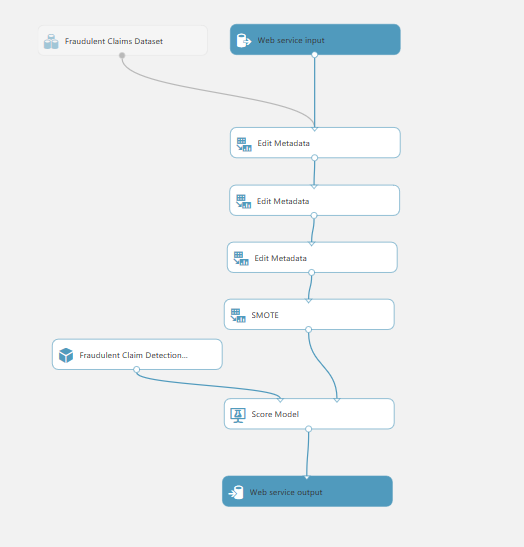 Fraudulent Claims Dataset
Web service input
Edit Metadata
Edit Metadata
Edit Metadata
SMOTE
Fraudulent Claim Detection...
Score Model
Web service output